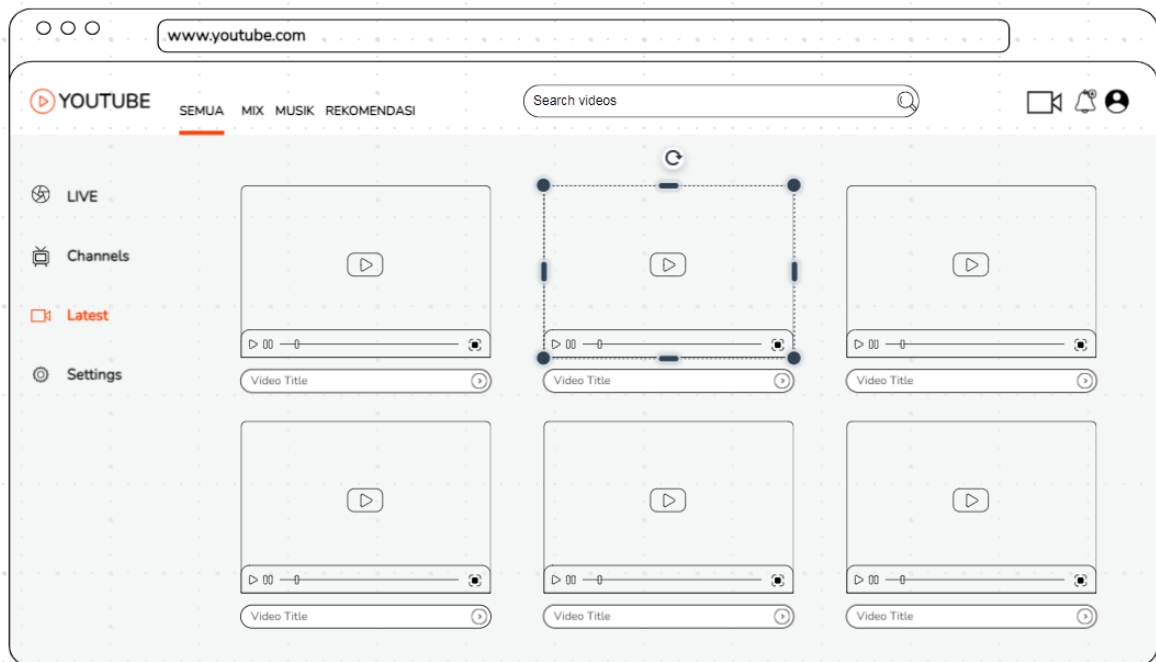 www.youtube.com
YOUTUBE
SEMUA MIX MUSIK REKOMENDASI
Search videos
LIVE
Channels
Latest
Settings
Video Title Video Title Video Title
Video Title Video Title Video Title